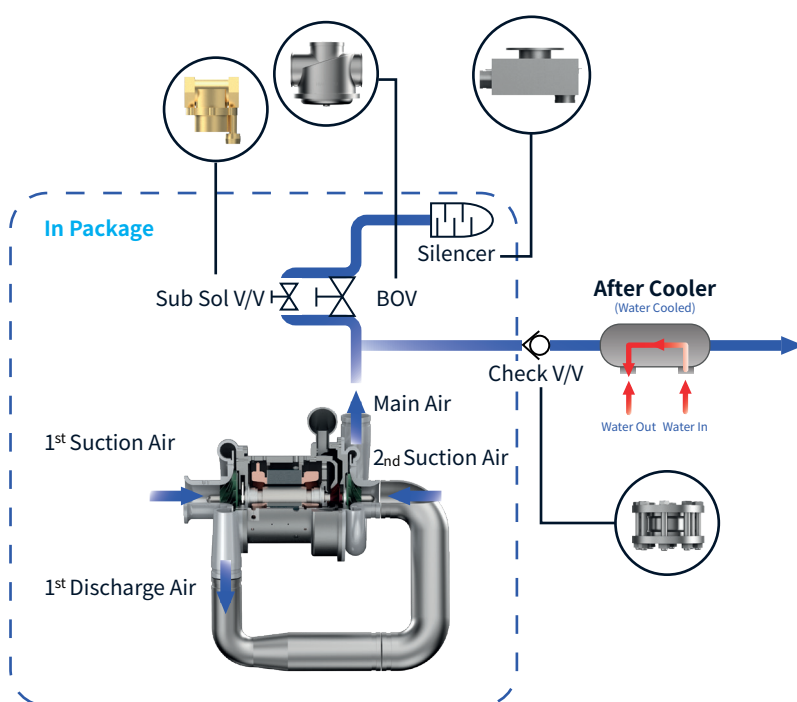 In Package
Silencer
Sub Sol V/V
BOV
After Cooler
(Water Cooled)
Check V/V
Water Out
Water In
Main Air
1st Suction Air
2nd Suction Air
1st Discharge Air